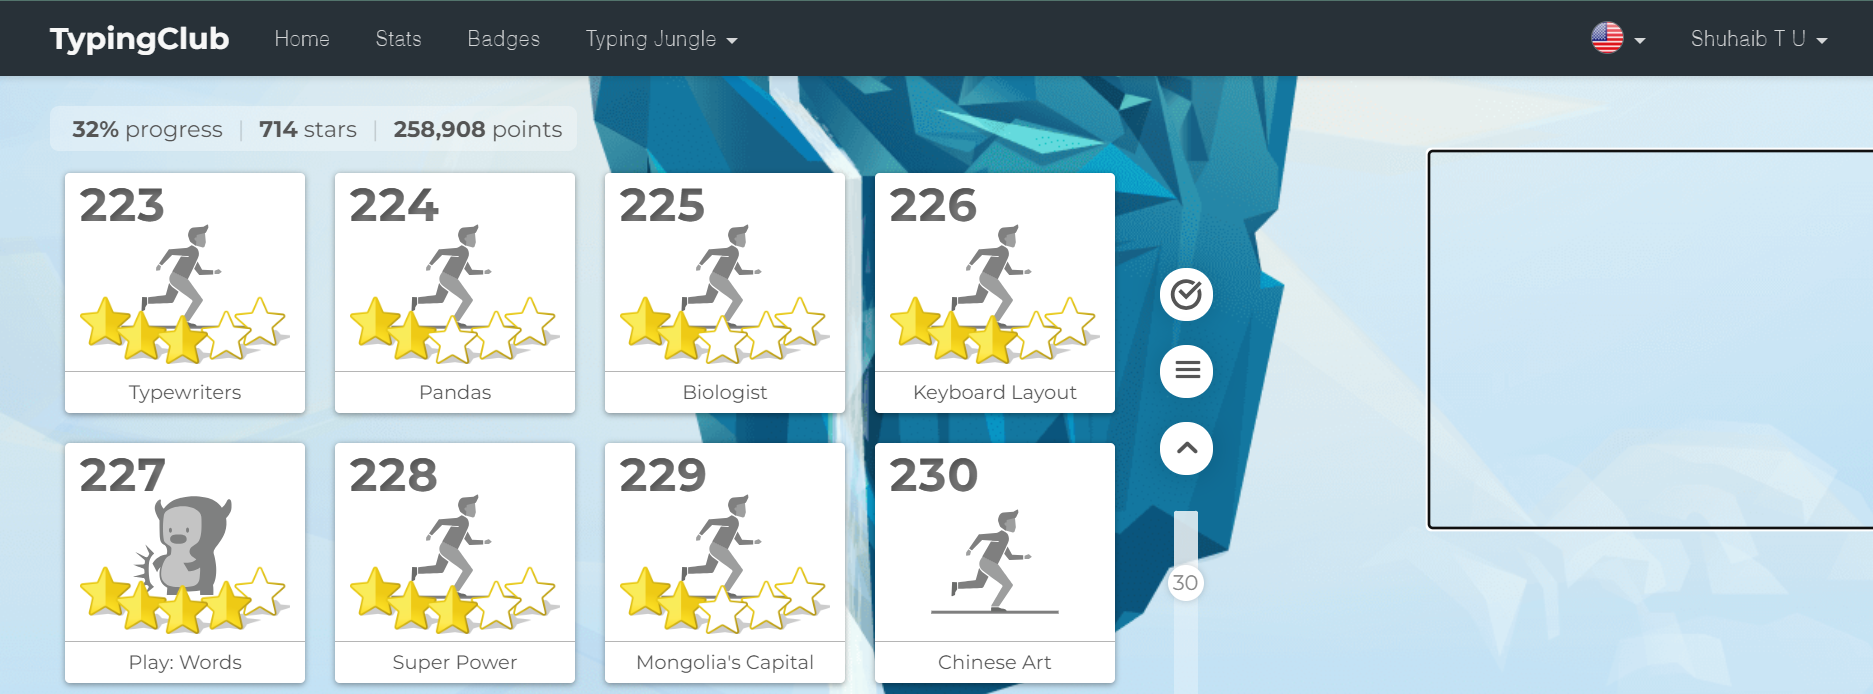 TypingClub Home Stats Badges Typing Jungle Shuhaib T U
32% progress | 714 stars | 258,908 points
223 224 225 226
Typewriters Pandas Biologist Keyboard Layout
227 228 229 230
30
Play: Words Super Power Mongolia's Capital Chinese Art